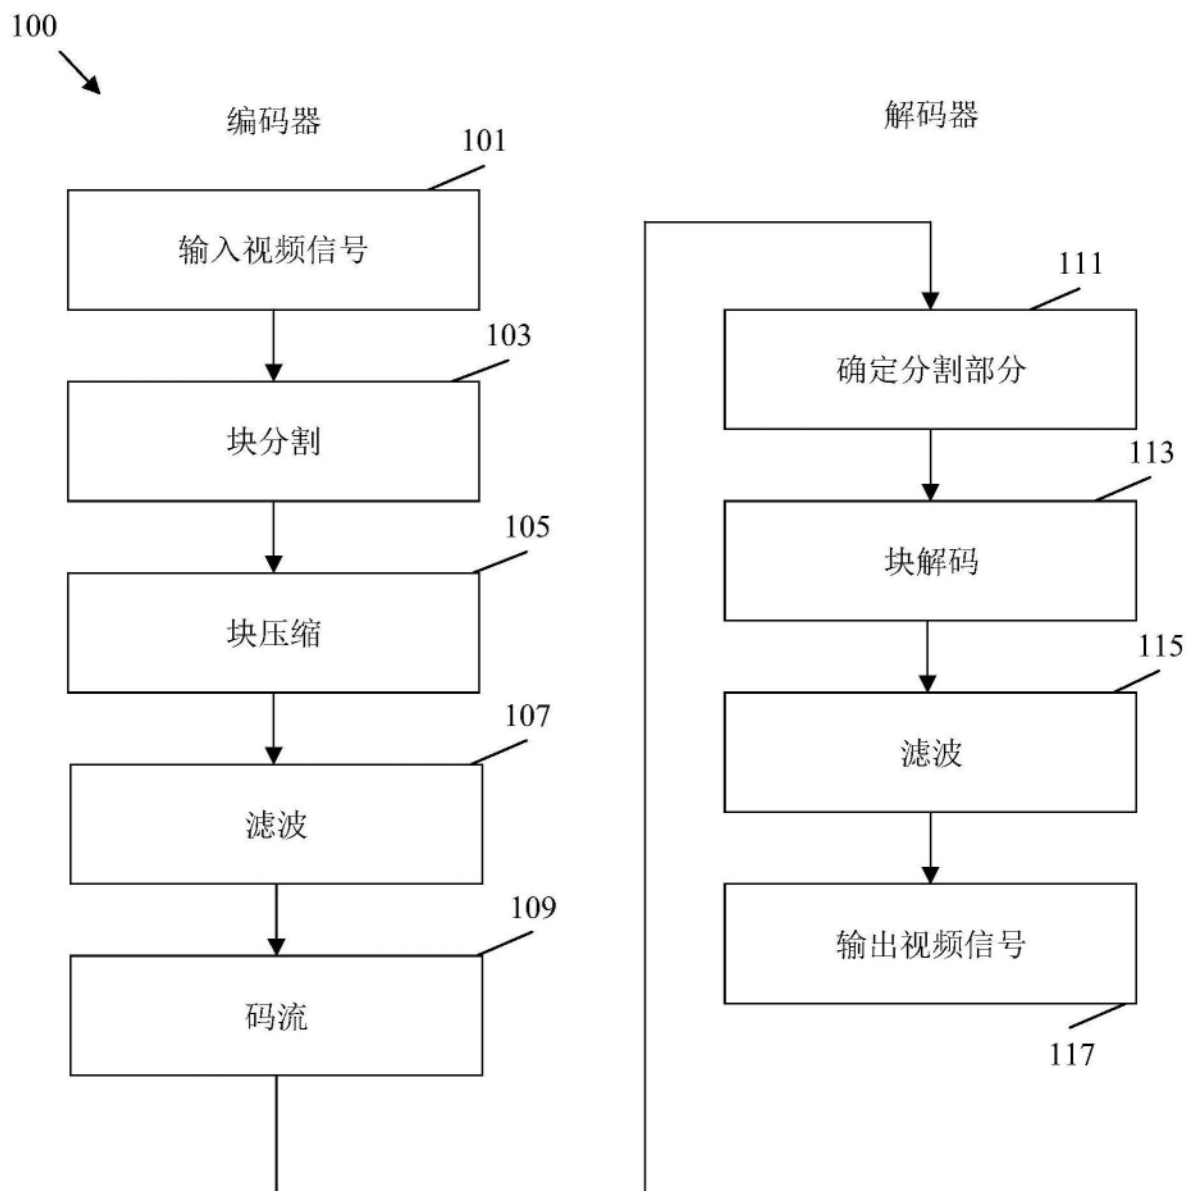 100
编码器
101
输入视频信号
103
块分割
105
块压缩
107
滤波
109
码流
解码器
111
确定分割部分
113
块解码
115
滤波
输出视频信号
117